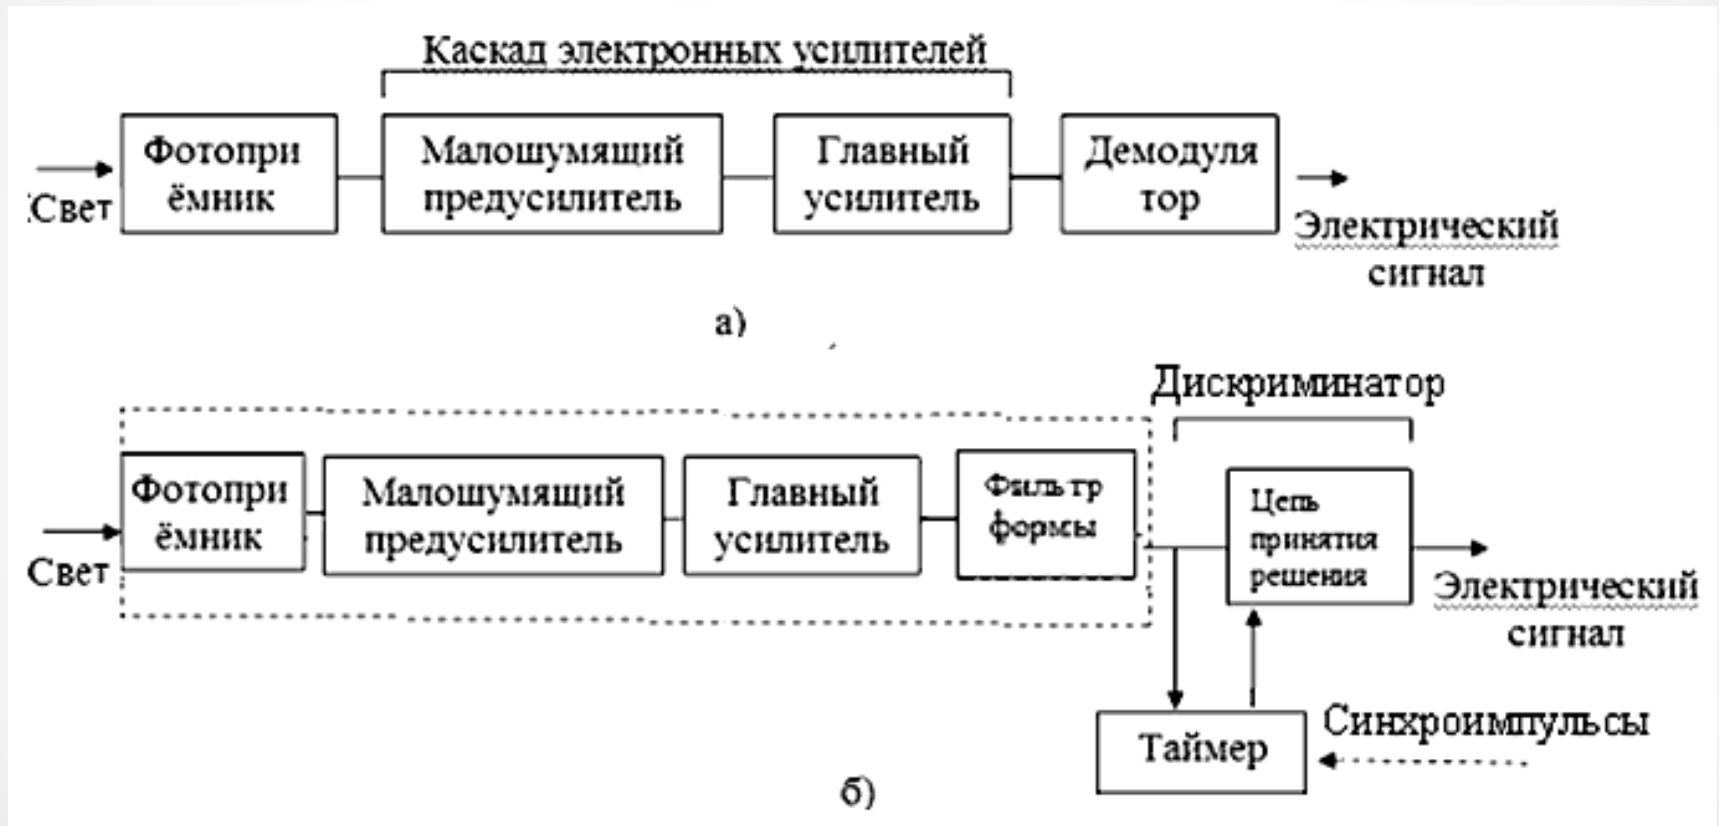 Каскад электронных усилителей
Фотопри
ёмник
Малошумящий
предусилитель
Главный
усилитель
Демодуля
тор
Свет
Электрический
сигнал
а)
Дискриминатор
Фотопри
ёмник
Малошумящий
предусилитель
Главный
усилитель
Фильтр
формы
Цепь
принятия
решения
Свет
Электрический
сигнал
Таймер
Синхроимпульсы
б)